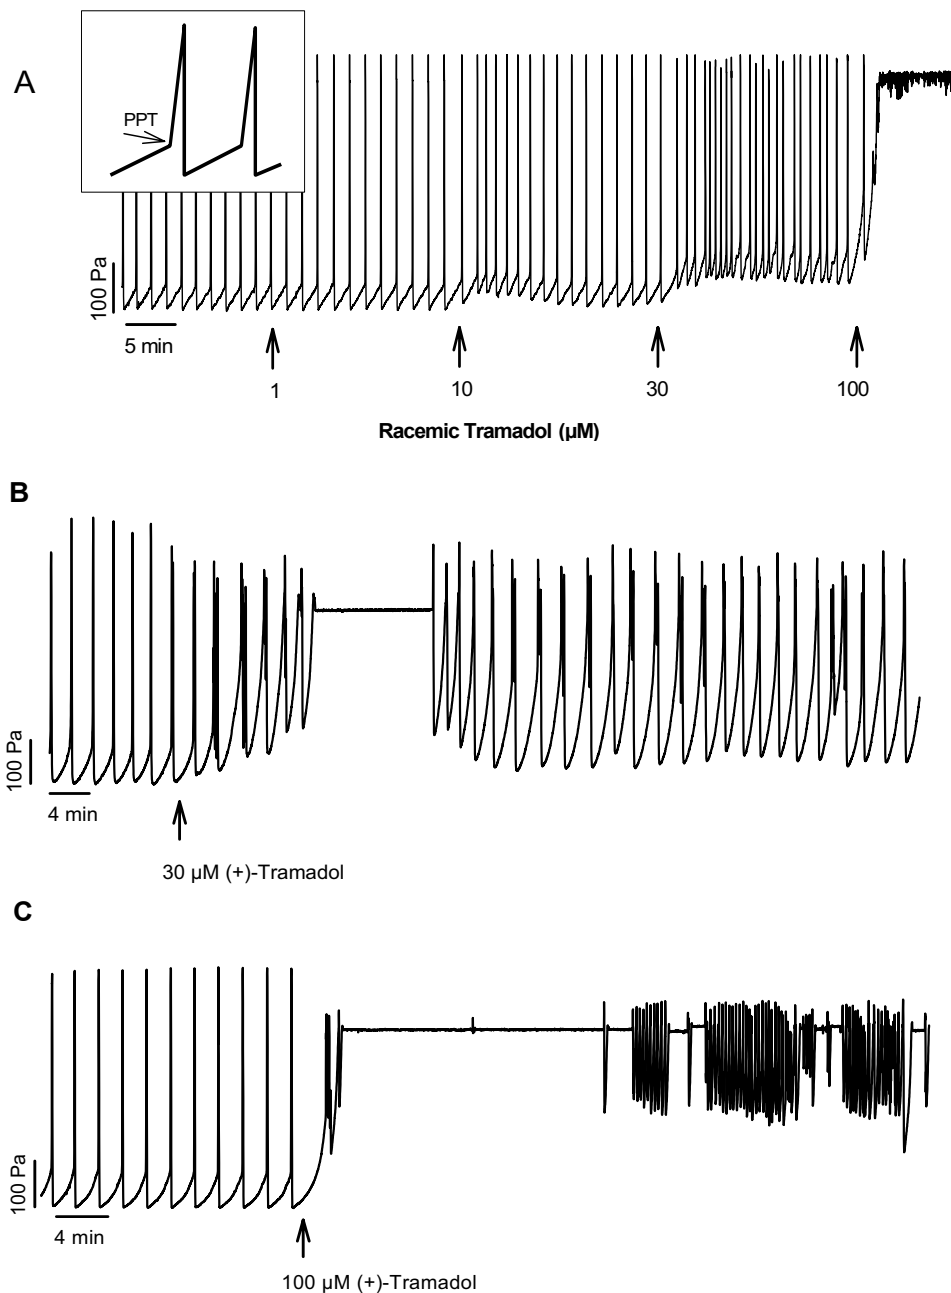 A
PPT
100 Pa
5 min
1 10 30 100
Racemic Tramadol (µM)
B
100 Pa
4 min
30 µM (+)-Tramadol
C
100 Pa
4 min
100 µM (+)-Tramadol